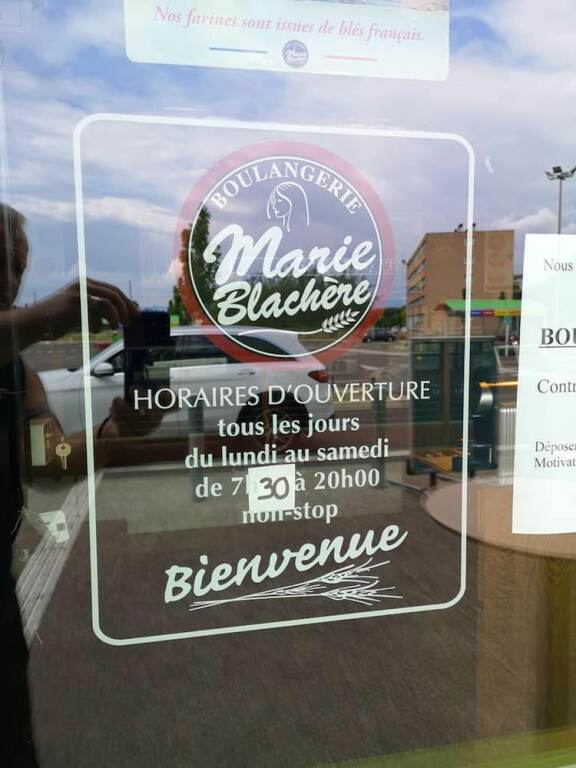 Nos farines sont issues de blés français.
BOULANGERIE
Marie
Blachère
HORAIRES D'OUVERTURE
tous les jours
du lundi au samedi
de 7h30 à 20h00
non-stop
Bienvenue
Nous
BOU
Contr
Déposer
Motivat